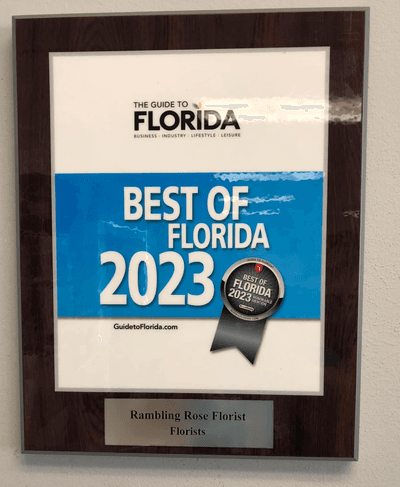 THE GUIDE TO
FLORIDA
BUSINESS · INDUSTRY · LIFESTYLE · LEISURE
BEST OF
FLORIDA
2023
BEST OF
FLORIDA
2023
GuidetoFlorida.com
Rambling Rose Florist
Florists